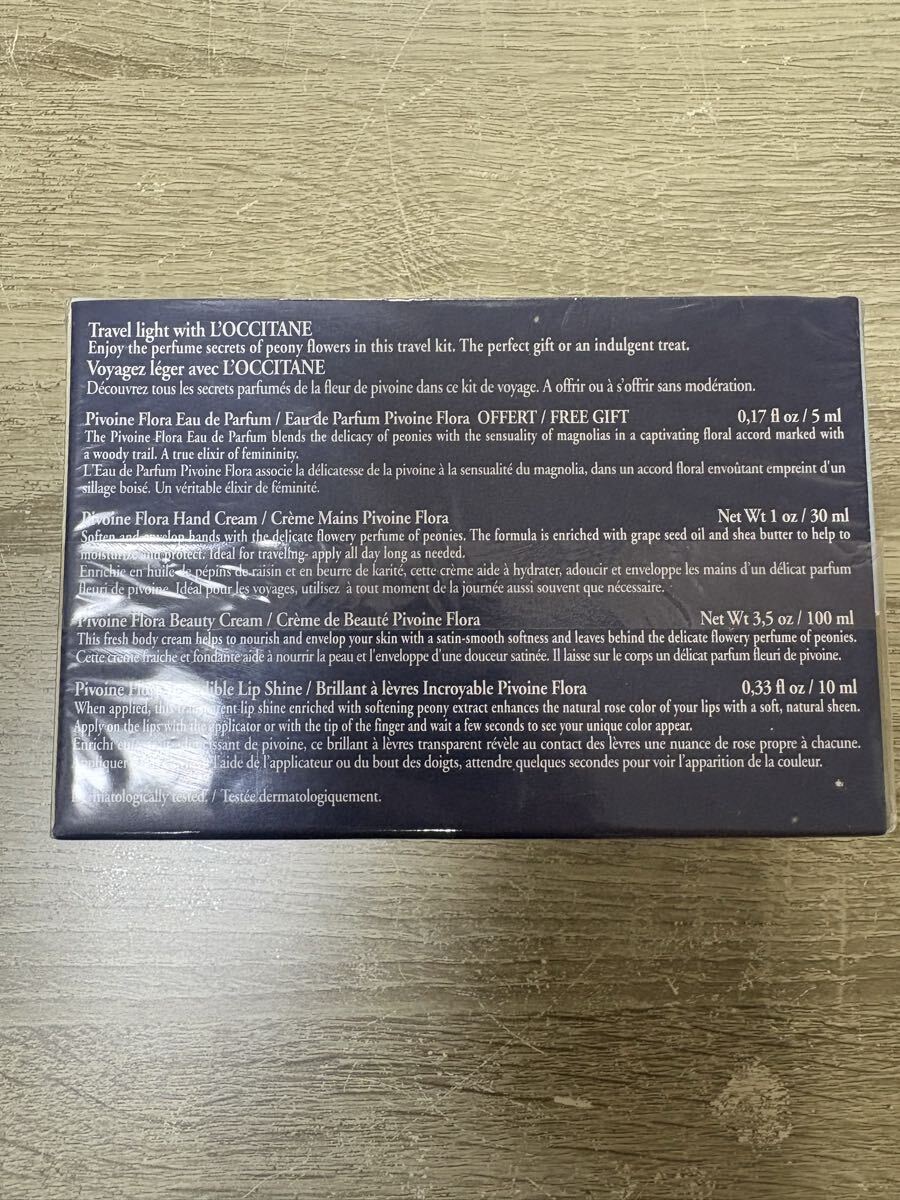 Travel light with L'OCCITANE
Enjoy the perfume secrets of peony flowers in this travel kit. The perfect gift or an indulgent treat.
Voyagez léger avec L'OCCITANE
Découvrez tous les secrets parfumés de la fleur de pivoine dans ce kit de voyage. A offrir ou à s'offrir sans modération.
Pivoine Flora Eau de Parfum / Eau de Parfum Pivoine Flora OFFERT / FREE GIFT 0,17 fl oz / 5 ml
The Pivoine Flora Eau de Parfum blends the delicacy of peonies with the sensuality of magnolias in a captivating floral accord marked with
a woody trail. A true elixir of femininity.
L'Eau de Parfum Pivoine Flora associe la délicatesse de la pivoine à la sensualité du magnolia, dans un accord floral envoûtant empreint d'un
sillage boisé. Un véritable élixir de féminité.
Pivoine Flora Hand Cream / Crème Mains Pivoine Flora Net Wt 1 oz / 30 ml
Soften and envelop hands with the delicate flowery perfume of peonies. The formula is enriched with grape seed oil and shea butter to help to
moisturize and protect. Ideal for traveling- apply all day long as needed.
Enrichie en huile de pépins de raisin et en beurre de karité, cette crème aide à hydrater, adoucir et enveloppe les mains d'un délicat parfum
fleuri de pivoine. Idéal pour les voyages, utilisez à tout moment de la journée aussi souvent que nécessaire.
Pivoine Flora Beauty Cream / Crème de Beauté Pivoine Flora Net Wt 3,5 oz / 100 ml
This fresh body cream helps to nourish and envelop your skin with a satin-smooth softness and leaves behind the delicate flowery perfume of peonies.
Cette crème fraiche et fondante aide à nourrir la peau et l'enveloppe d'une douceur satinée. Il laisse sur le corps un délicat parfum fleuri de pivoine.
Pivoine Flora Incredible Lip Shine / Brillant à lèvres Incroyable Pivoine Flora 0,33 fl oz / 10 ml
When applied, this transparent lip shine enriched with softening peony extract enhances the natural rose color of your lips with a soft, natural sheen.
Apply on the lips with the applicator or with the tip of the finger and wait a few seconds to see your unique color appear.
Enrichi en adoucissant de pivoine, ce brillant à lèvres transparent révèle au contact des lèvres une nuance de rose propre à chacune.
Appliquer à l'aide de l'applicateur ou du bout des doigts, attendre quelques secondes pour voir l'apparition de la couleur.
Dermatologically tested. / Testée dermatologiquement.